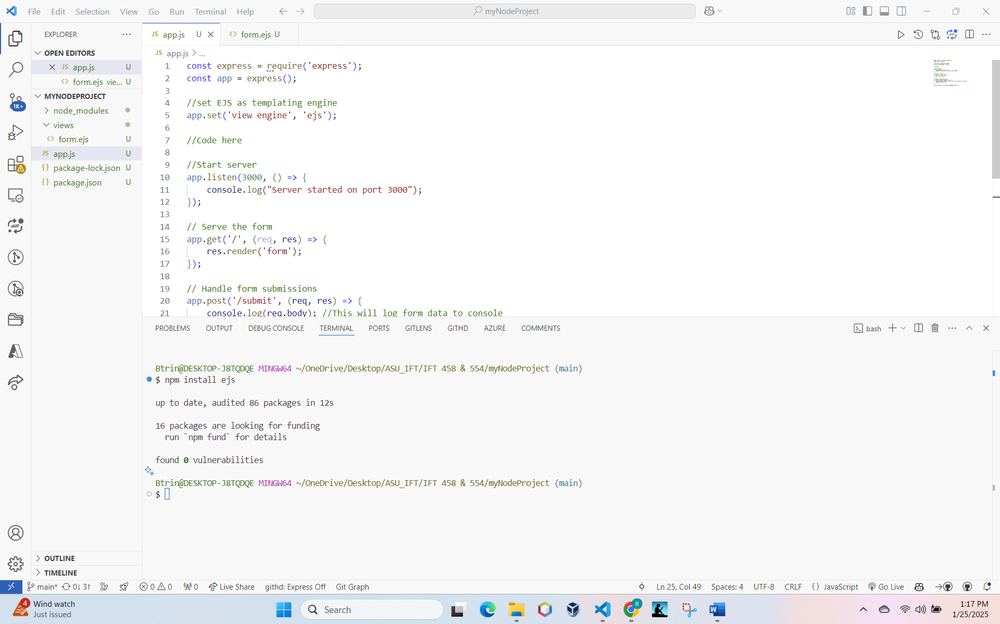 File Edit Selection View Go Run Terminal Help
myNodeProject
EXPLORER
OPEN EDITORS
JS app.js U
<> form.ejs vie... U
MYNODEPROJECT
node_modules
views
<> form.ejs U
JS app.js U
{} package-lock.json U
{} package.json U
OUTLINE
TIMELINE
1K+
diff
JS app.js U
<> form.ejs U
diff
JS app.js > ...
1 const express = require('express');
2 const app = express();
3
4 //set EJS as templating engine
5 app.set('view engine', 'ejs');
6
7 //Code here
8
9 //Start server
10 app.listen(3000, () => {
11 console.log("Server started on port 3000");
12 });
13
14 // Serve the form
15 app.get('/', (req, res) => {
16 res.render('form');
17 });
18
19 // Handle form submissions
20 app.post('/submit', (req, res) => {
21 console.log(req.body); //This will log form data to console
PROBLEMS OUTPUT DEBUG CONSOLE TERMINAL PORTS GITLENS GITHD AZURE COMMENTS
bash
Btrin@DESKTOP-J8TQDQE MINGW64 ~/OneDrive/Desktop/ASU_IFT/IFT 458 & 554/myNodeProject (main)
$ npm install ejs
up to date, audited 86 packages in 12s
16 packages are looking for funding
run `npm fund` for details
found 0 vulnerabilities
Btrin@DESKTOP-J8TQDQE MINGW64 ~/OneDrive/Desktop/ASU_IFT/IFT 458 & 554/myNodeProject (main)
$
main* 0↓ 3↑ 0 0 0 Live Share githd: Express Off Git Graph
Ln 25, Col 49 Spaces: 4 UTF-8 CRLF {} JavaScript Go Live
4
Wind watch
Just issued
Search
B
1:17 PM
1/25/2025